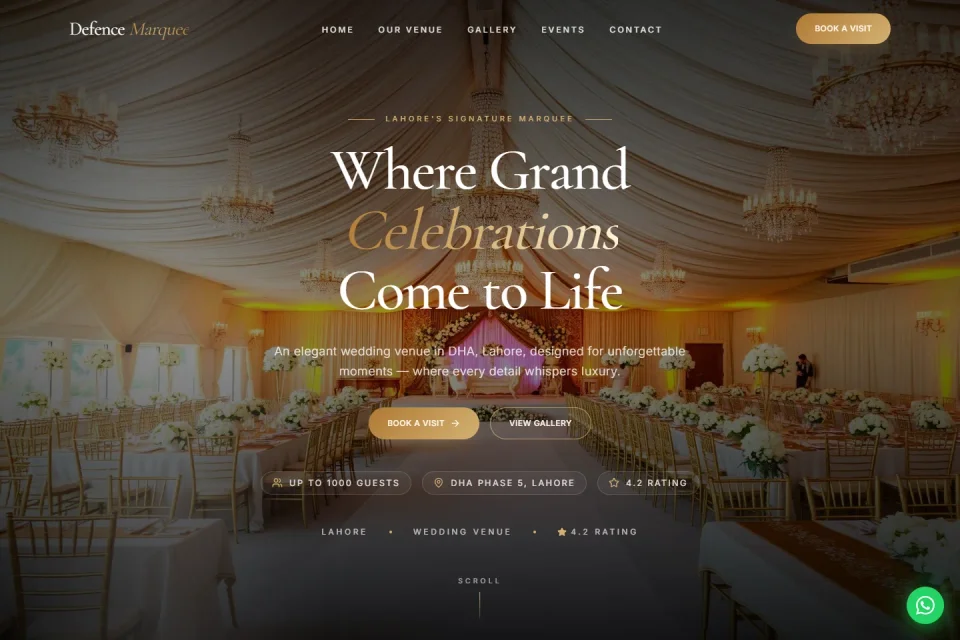 Defence Marquee
HOME OUR VENUE GALLERY EVENTS CONTACT
BOOK A VISIT
LAHORE'S SIGNATURE MARQUEE
Where Grand
Celebrations
Come to Life
An elegant wedding venue in DHA, Lahore, designed for unforgettable
moments — where every detail whispers luxury.
BOOK A VISIT →
VIEW GALLERY
UP TO 1000 GUESTS
DHA PHASE 5, LAHORE
4.2 RATING
LAHORE • WEDDING VENUE • ★ 4.2 RATING
SCROLL